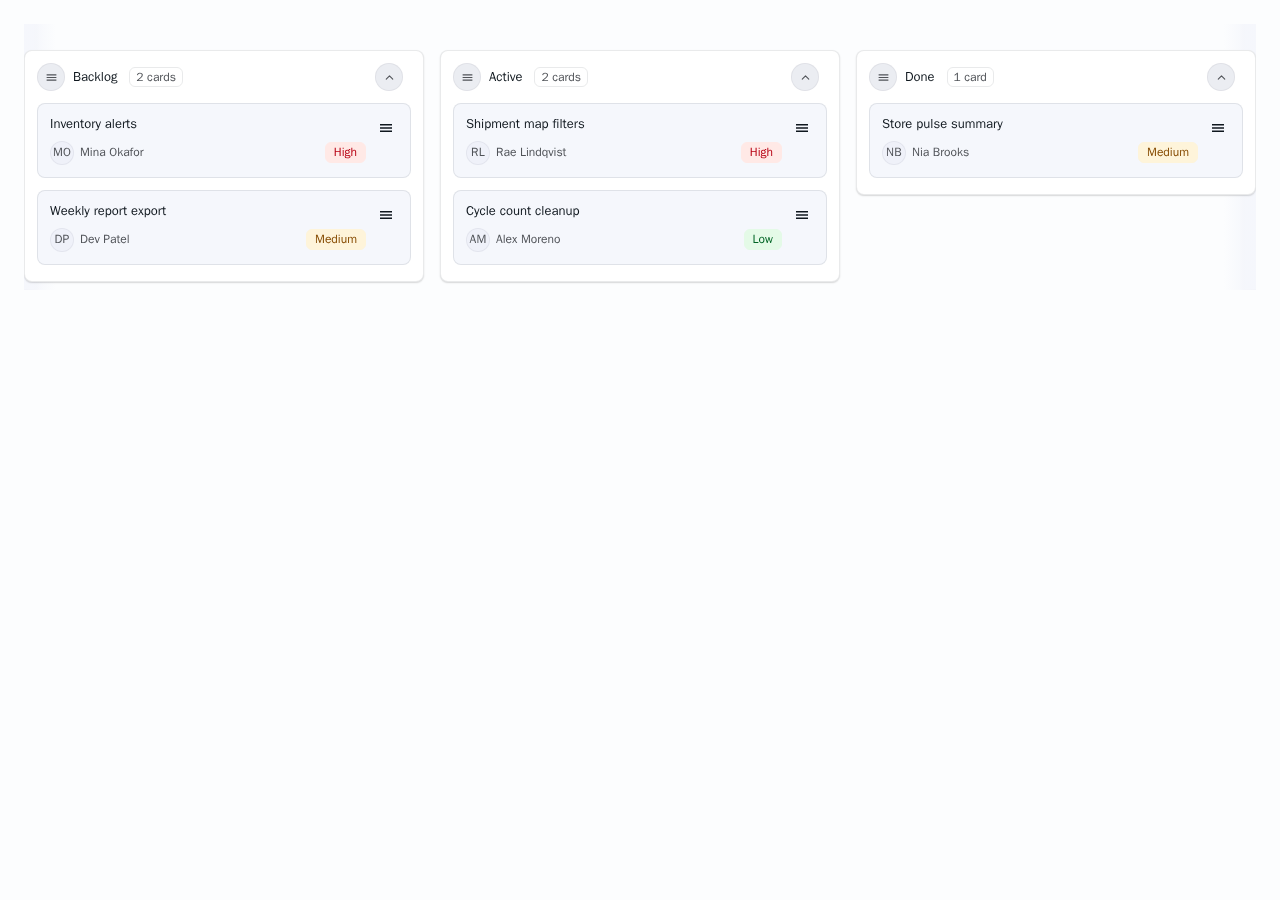 Backlog 2 cards
Inventory alerts
MO Mina Okafor High
Weekly report export
DP Dev Patel Medium
Active 2 cards
Shipment map filters
RL Rae Lindqvist High
Cycle count cleanup
AM Alex Moreno Low
Done 1 card
Store pulse summary
NB Nia Brooks Medium